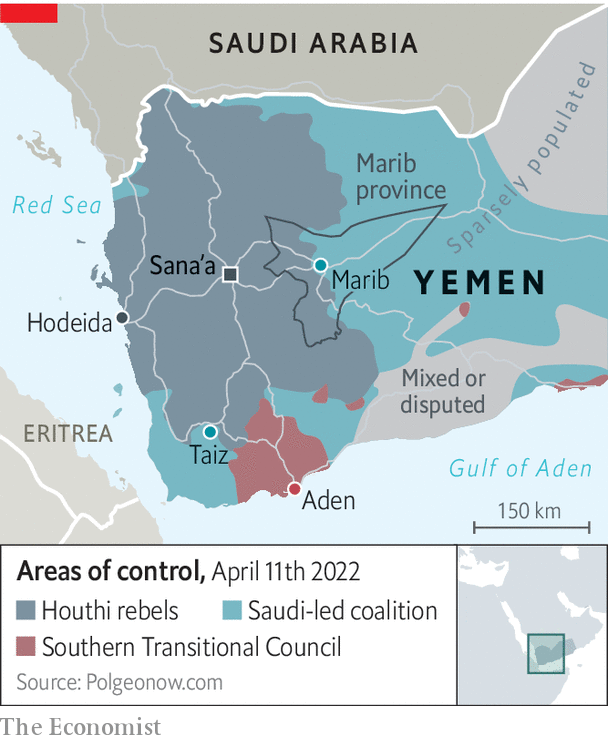 SAUDI ARABIA
Sparsely populated
Marib
province
Red Sea
Sana’a
Marib
YEMEN
Hodeida
Mixed or
disputed
ERITREA
Taiz
Gulf of Aden
Aden
150 km
Areas of control, April 11th 2022
Houthi rebels
Saudi-led coalition
Southern Transitional Council
Source: Polgeonow.com
The Economist